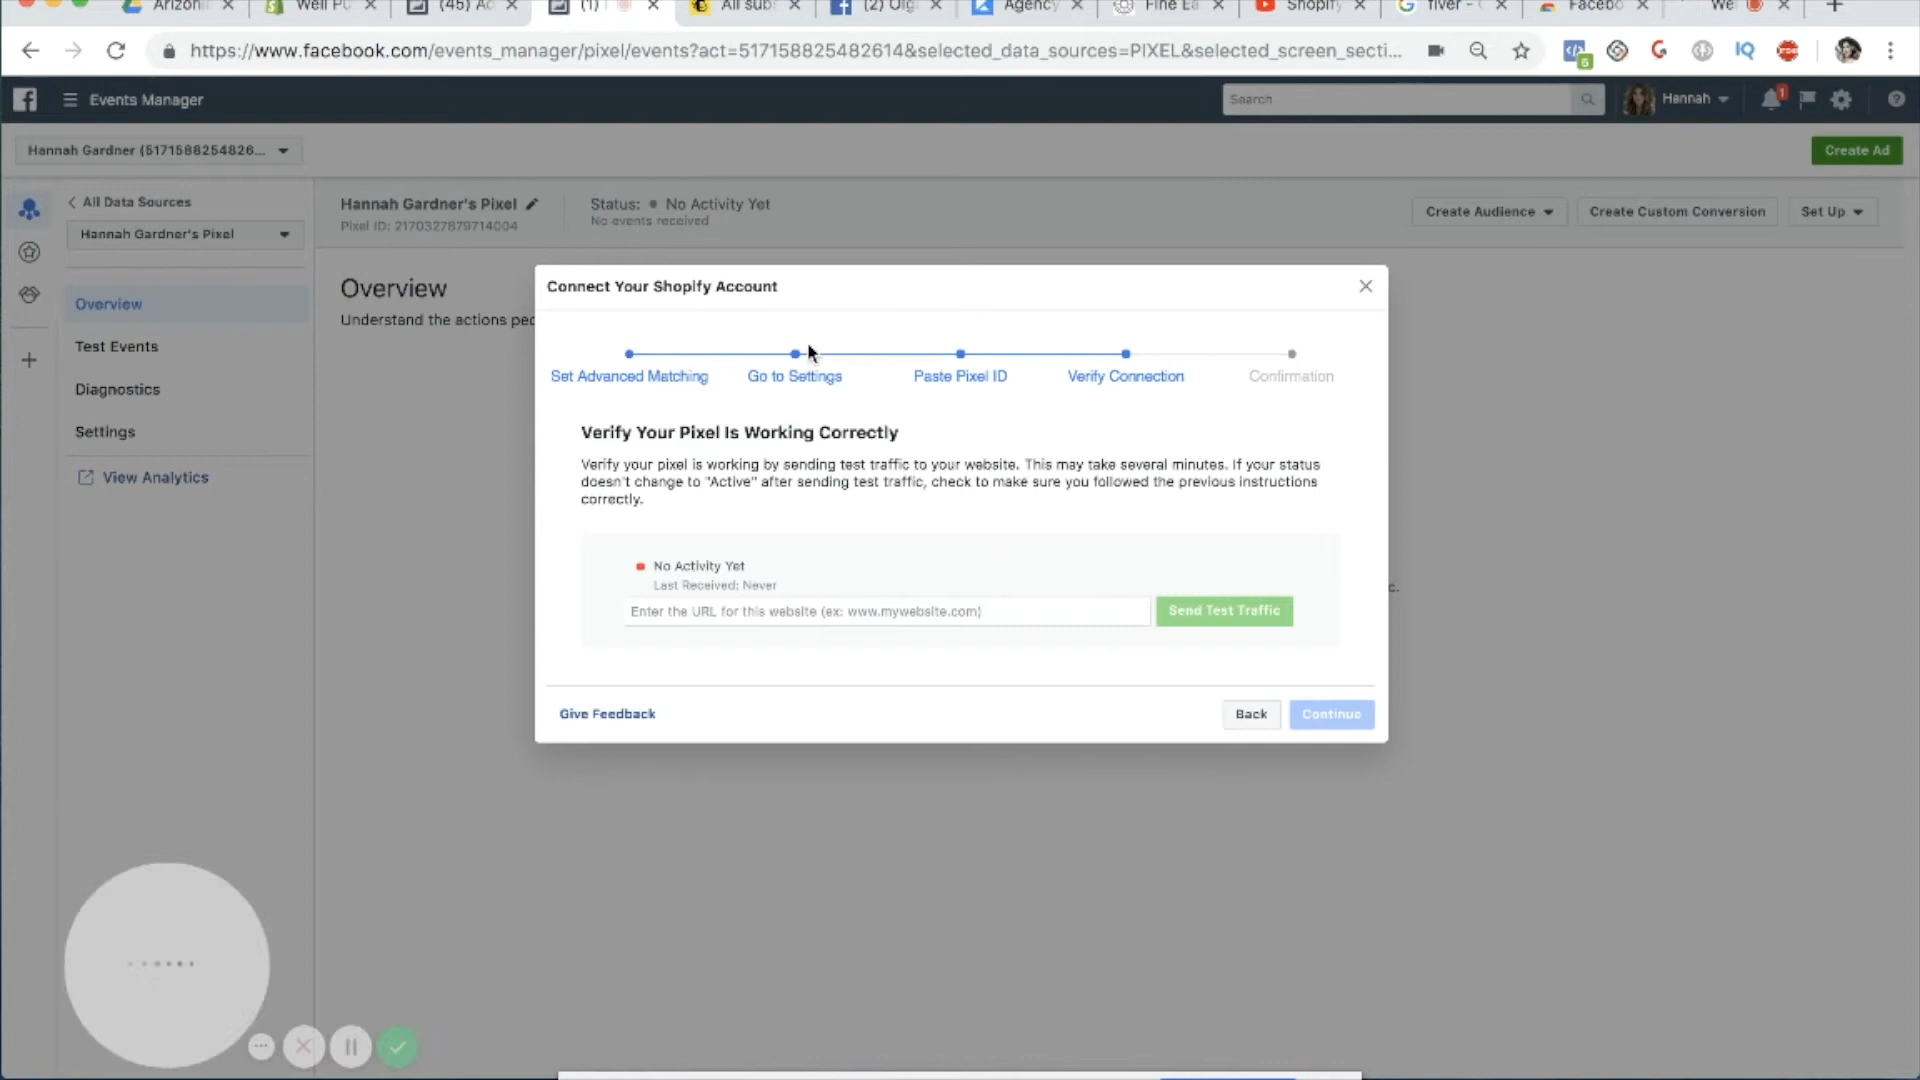 Arizoni
Well Pu
(45) Ac
(1)
All sub
(2) Olg
Agency
Fine Ea
Shopify
fiver -
Facebo
We
https://www.facebook.com/events_manager/pixel/events?act=517158825482614&selected_data_sources=PIXEL&selected_screen_secti...
6
IQ
Events Manager
Search
Hannah
1
Hannah Gardner (5171588254826...
Create Ad
All Data Sources
Hannah Gardner's Pixel
Hannah Gardner's Pixel
Pixel ID: 2170327879714004
Status: No Activity Yet
No events received
Create Audience
Create Custom Conversion
Set Up
Overview
Test Events
Diagnostics
Settings
View Analytics
Overview
Understand the actions peo
c.
Connect Your Shopify Account
Set Advanced Matching
Go to Settings
Paste Pixel ID
Verify Connection
Confirmation
Verify Your Pixel Is Working Correctly
Verify your pixel is working by sending test traffic to your website. This may take several minutes. If your status
doesn't change to "Active" after sending test traffic, check to make sure you followed the previous instructions
correctly.
No Activity Yet
Last Received: Never
Enter the URL for this website (ex: www.mywebsite.com)
Send Test Traffic
Give Feedback
Back
Continue